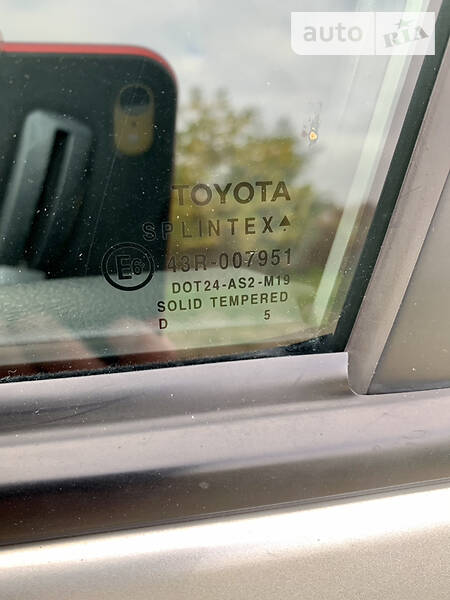 auto RIA
TOYOTA
SPLINTEX
E6 43R-007951
DOT24-AS2-M19
SOLID TEMPERED
D 5